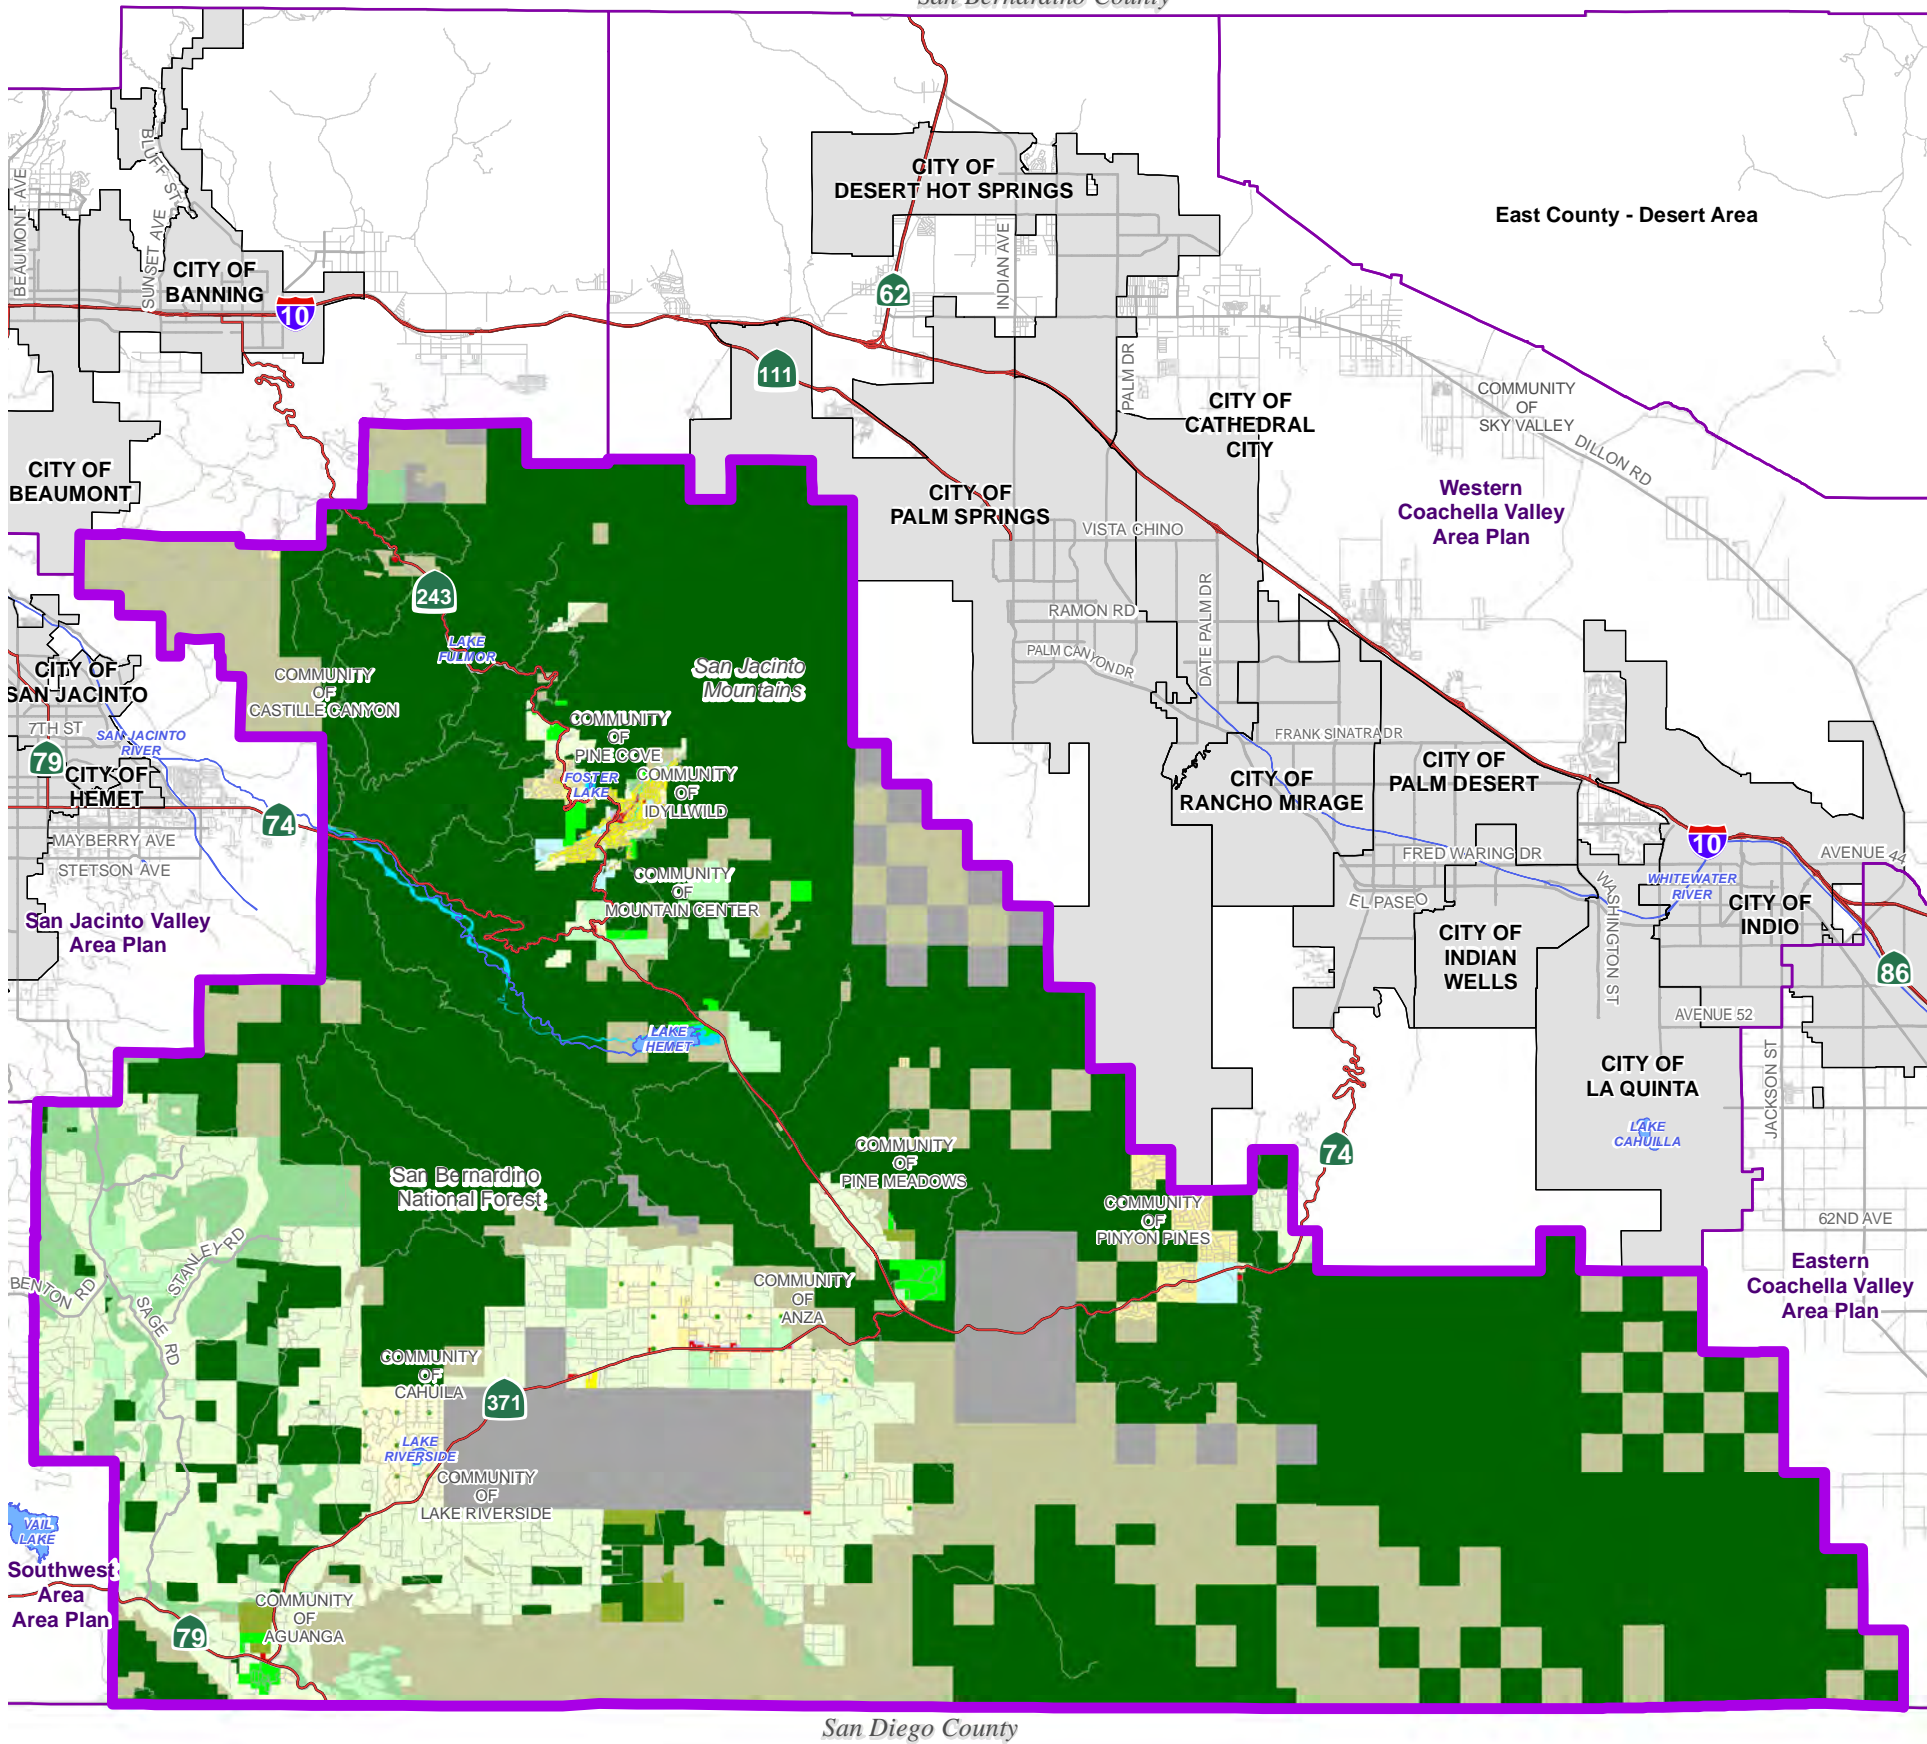 San Bernardino County
BEAUMONT AVE
BLUFF ST
SUNSET AVE
CITY OF
BANNING
10
CITY OF
DESERT HOT SPRINGS
INDIAN AVE
62
East County - Desert Area
111
PALM DR
CITY OF
CATHEDRAL
CITY
COMMUNITY
OF
SKY VALLEY
DILLON RD
CITY OF
BEAUMONT
CITY OF
PALM SPRINGS
VISTA CHINO
Western
Coachella Valley
Area Plan
243
LAKE
FULMOR
RAMON RD
PALM CANYON DR
DATE PALM DR
San Jacinto
Mountains
CITY OF
SAN JACINTO
7TH ST
SAN JACINTO
RIVER
COMMUNITY
OF
CASTILLE CANYON
79
CITY OF
HEMET
74
MAYBERRY AVE
STETSON AVE
COMMUNITY
OF
PINE COVE
FOSTER
LAKE
COMMUNITY
OF
IDYLLWILD
FRANK SINATRA DR
CITY OF
RANCHO MIRAGE
CITY OF
PALM DESERT
10
FRED WARING DR
AVENUE 44
WHITEWATER
RIVER
EL PASEO
WASHINGTON ST
CITY OF
INDIO
San Jacinto Valley
Area Plan
COMMUNITY
OF
MOUNTAIN CENTER
CITY OF
INDIAN
WELLS
86
LAKE
HEMET
AVENUE 52
CITY OF
LA QUINTA
JACKSON ST
LAKE
CAHUILLA
74
COMMUNITY
OF
PINE MEADOWS
San Bernardino
National Forest
COMMUNITY
OF
PINYON PINES
62ND AVE
STANLEY RD
BENTON RD
SAGE RD
COMMUNITY
OF
ANZA
Eastern
Coachella Valley
Area Plan
COMMUNITY
OF
CAHUILA
371
LAKE
RIVERSIDE
COMMUNITY
OF
LAKE RIVERSIDE
VAIL
LAKE
Southwest
Area
Area Plan
COMMUNITY
OF
AGUANGA
79
San Diego County